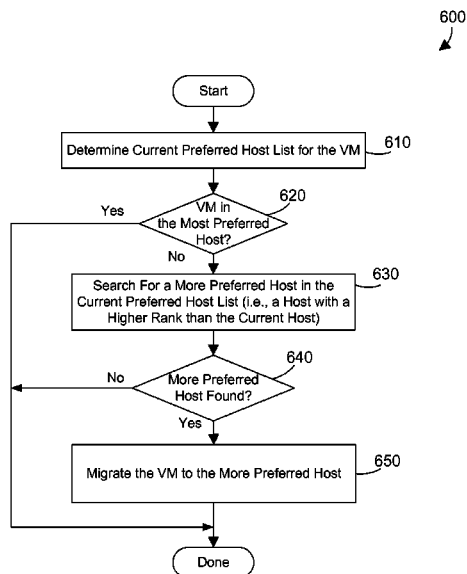 600
Start
Determine Current Preferred Host List for the VM
610
VM in
the Most Preferred
Host?
620
Yes
No
Search For a More Preferred Host in the
Current Preferred Host List (i.e., a Host with a
Higher Rank than the Current Host)
630
More Preferred
Host Found?
640
No
Yes
Migrate the VM to the More Preferred Host
650
Done